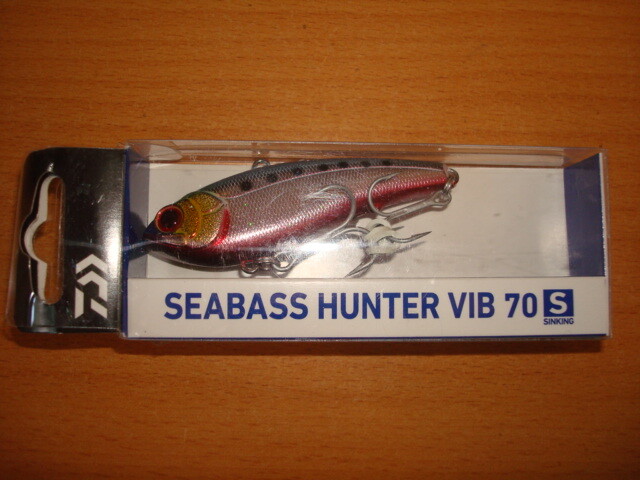 SEABASS HUNTER VIB 70 S
SINKING